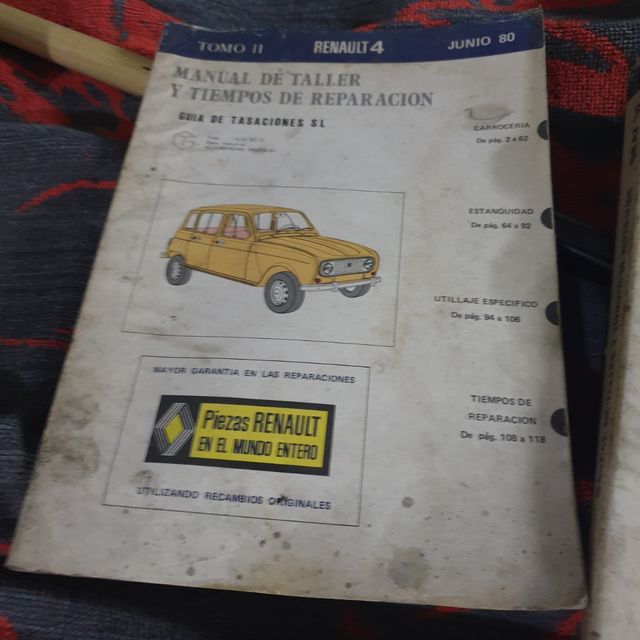 TOMO II RENAULT 4 JUNIO 80
MANUAL DE TALLER
Y TIEMPOS DE REPARACION
GUIA DE TASACIONES S.L
CARROCERIA
De pág. 2 a 62
ESTANQUIDAD
De pág. 64 a 92
UTILLAJE ESPECIFICO
De pág. 94 a 106
TIEMPOS DE
REPARACION
De pág. 108 a 118
MAYOR GARANTIA EN LAS REPARACIONES
Piezas RENAULT
EN EL MUNDO ENTERO
UTILIZANDO RECAMBIOS ORIGINALES